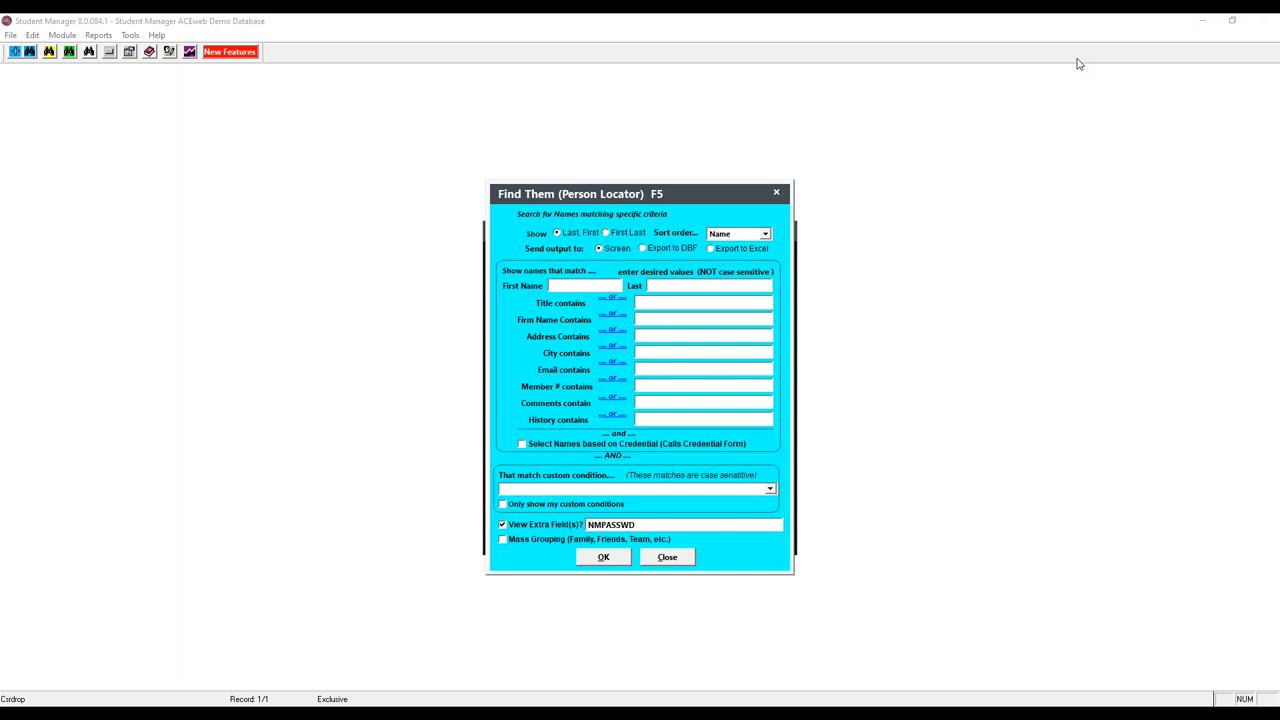 Student Manager 8.0.084.1 - Student Manager ACEweb Demo Database
File Edit Module Reports Tools Help
New Features
Find Them (Person Locator) F5
Search for Names matching specific criteria
Show Last, First First Last Sort order... Name
Send output to: Screen Export to DBF Export to Excel
Show names that match .... enter desired values (NOT case sensitive )
First Name Last
.... or ....
Title contains
.... or ....
Firm Name Contains
.... or ....
Address Contains
.... or ....
City contains
.... or ....
Email contains
.... or ....
Member # contains
.... or ....
Comments contain
.... or ....
History contains
.... and ....
Select Names based on Credential (Calls Credential Form)
.... AND ....
That match custom condition.... (These matches are case sentitive)
Only show my custom conditions
View Extra Field(s)? NMPASSWD
Mass Grouping (Family, Friends, Team, etc.)
OK Close
Csrdrop Record: 1/1 Exclusive NUM